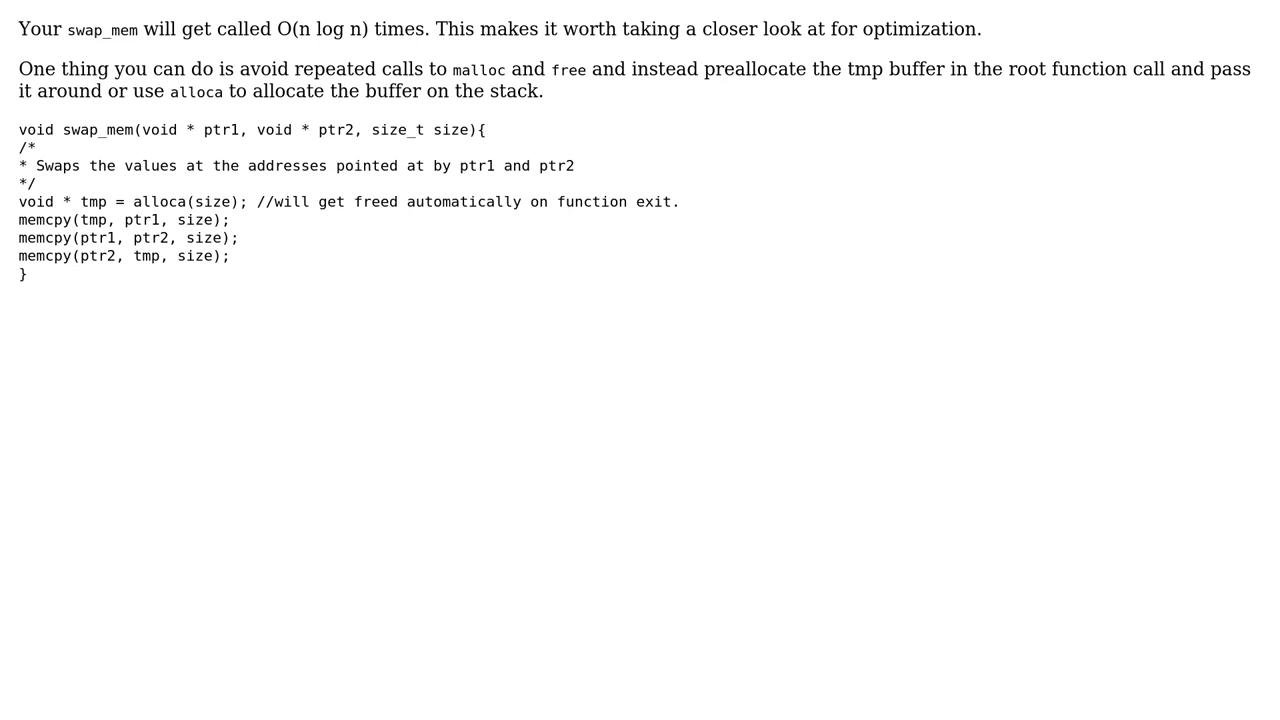 Your swap_mem will get called O(n log n) times. This makes it worth taking a closer look at for optimization.
One thing you can do is avoid repeated calls to malloc and free and instead preallocate the tmp buffer in the root function call and pass
it around or use alloca to allocate the buffer on the stack.
void swap_mem(void * ptr1, void * ptr2, size_t size){
/*
* Swaps the values at the addresses pointed at by ptr1 and ptr2
*/
void * tmp = alloca(size); //will get freed automatically on function exit.
memcpy(tmp, ptr1, size);
memcpy(ptr1, ptr2, size);
memcpy(ptr2, tmp, size);
}